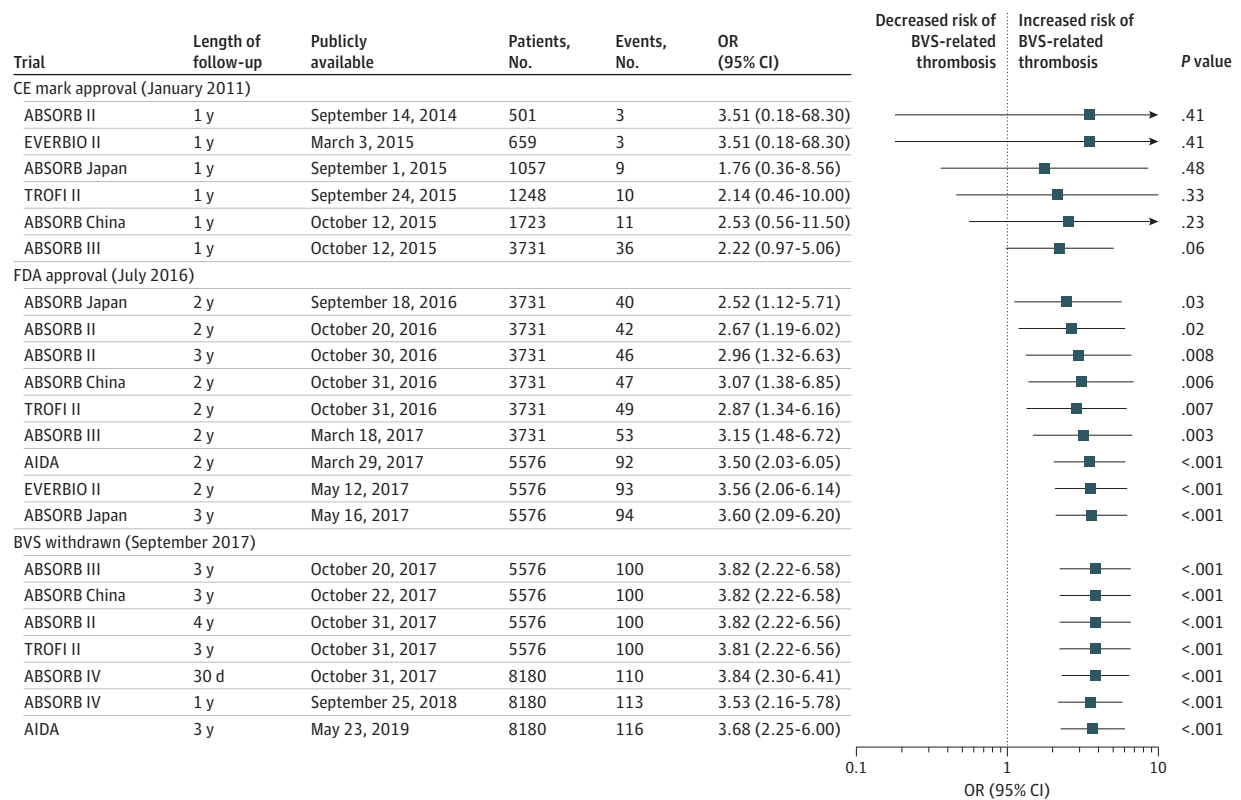 Decreased risk of BVS-related thrombosis
Increased risk of BVS-related thrombosis
Trial Length of follow-up Publicly available Patients, No. Events, No. OR (95% CI) P value
CE mark approval (January 2011)
ABSORB II 1 y September 14, 2014 501 3 3.51 (0.18-68.30) .41
EVERBIO II 1 y March 3, 2015 659 3 3.51 (0.18-68.30) .41
ABSORB Japan 1 y September 1, 2015 1057 9 1.76 (0.36-8.56) .48
TROFI II 1 y September 24, 2015 1248 10 2.14 (0.46-10.00) .33
ABSORB China 1 y October 12, 2015 1723 11 2.53 (0.56-11.50) .23
ABSORB III 1 y October 12, 2015 3731 36 2.22 (0.97-5.06) .06
FDA approval (July 2016)
ABSORB Japan 2 y September 18, 2016 3731 40 2.52 (1.12-5.71) .03
ABSORB II 2 y October 20, 2016 3731 42 2.67 (1.19-6.02) .02
ABSORB II 3 y October 30, 2016 3731 46 2.96 (1.32-6.63) .008
ABSORB China 2 y October 31, 2016 3731 47 3.07 (1.38-6.85) .006
TROFI II 2 y October 31, 2016 3731 49 2.87 (1.34-6.16) .007
ABSORB III 2 y March 18, 2017 3731 53 3.15 (1.48-6.72) .003
AIDA 2 y March 29, 2017 5576 92 3.50 (2.03-6.05) <.001
EVERBIO II 2 y May 12, 2017 5576 93 3.56 (2.06-6.14) <.001
ABSORB Japan 3 y May 16, 2017 5576 94 3.60 (2.09-6.20) <.001
BVS withdrawn (September 2017)
ABSORB III 3 y October 20, 2017 5576 100 3.82 (2.22-6.58) <.001
ABSORB China 3 y October 22, 2017 5576 100 3.82 (2.22-6.58) <.001
ABSORB II 4 y October 31, 2017 5576 100 3.82 (2.22-6.56) <.001
TROFI II 3 y October 31, 2017 5576 100 3.81 (2.22-6.56) <.001
ABSORB IV 30 d October 31, 2017 8180 110 3.84 (2.30-6.41) <.001
ABSORB IV 1 y September 25, 2018 8180 113 3.53 (2.16-5.78) <.001
AIDA 3 y May 23, 2019 8180 116 3.68 (2.25-6.00) <.001
0.1 1 10
OR (95% CI)